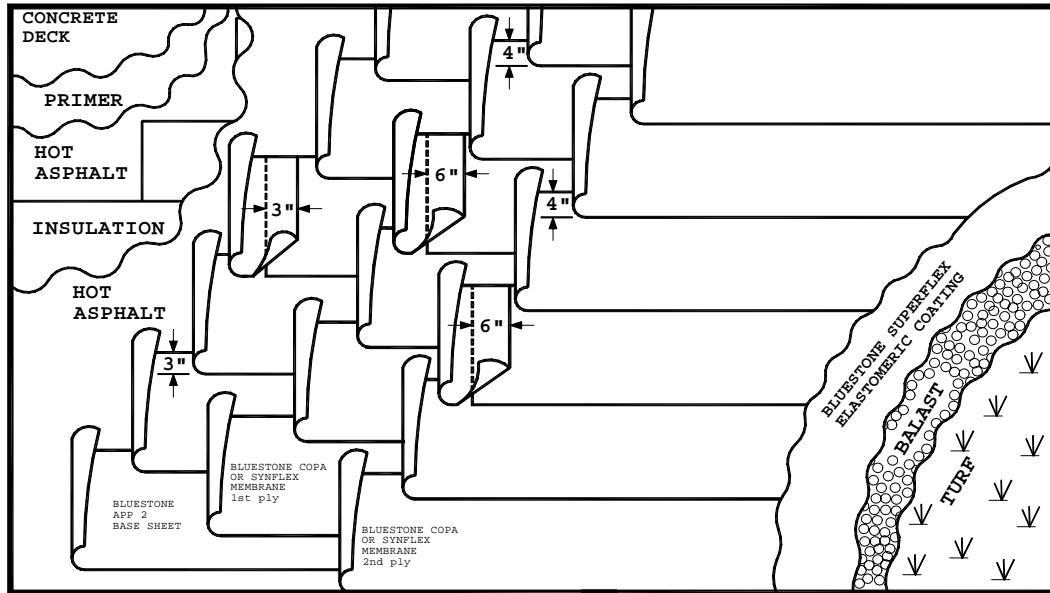 CONCRETE
DECK
PRIMER
HOT
ASPHALT
INSULATION
HOT
ASPHALT
4"
6"
3"
4"
6"
3"
BLUESTONE
APP 2
BASE SHEET
BLUESTONE COPA
OR SYNFLEX
MEMBRANE
1st ply
BLUESTONE COPA
OR SYNFLEX
MEMBRANE
2nd ply
BLUESTONE SUPERFLEX
ELASTOMERIC COATING
BALAST
TURF